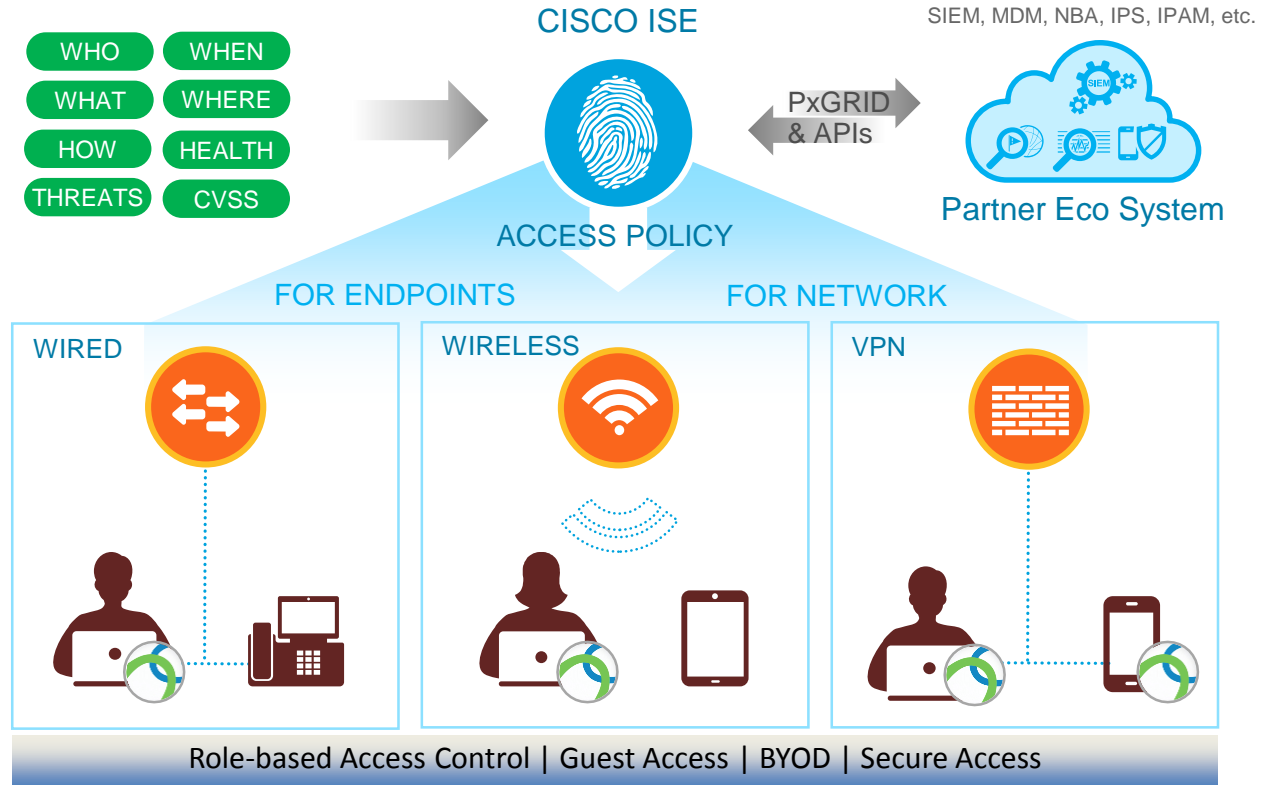 CISCO ISE
SIEM, MDM, NBA, IPS, IPAM, etc.
WHO
WHEN
WHAT
WHERE
HOW
HEALTH
THREATS
CVSS
PxGRID
& APIs
SIEM
Partner Eco System
ACCESS POLICY
FOR ENDPOINTS
FOR NETWORK
WIRED
WIRELESS
VPN
Role-based Access Control | Guest Access | BYOD | Secure Access